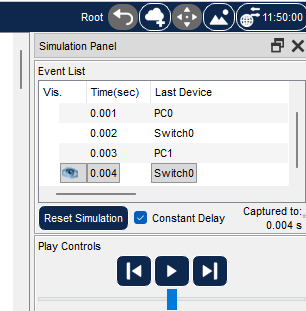 Root 11:50:00
Simulation Panel
Event List
Vis. Time(sec) Last Device
0.001 PC0
0.002 Switch0
0.003 PC1
0.004 Switch0
Reset Simulation Constant Delay Captured to:
0.004 s
Play Controls